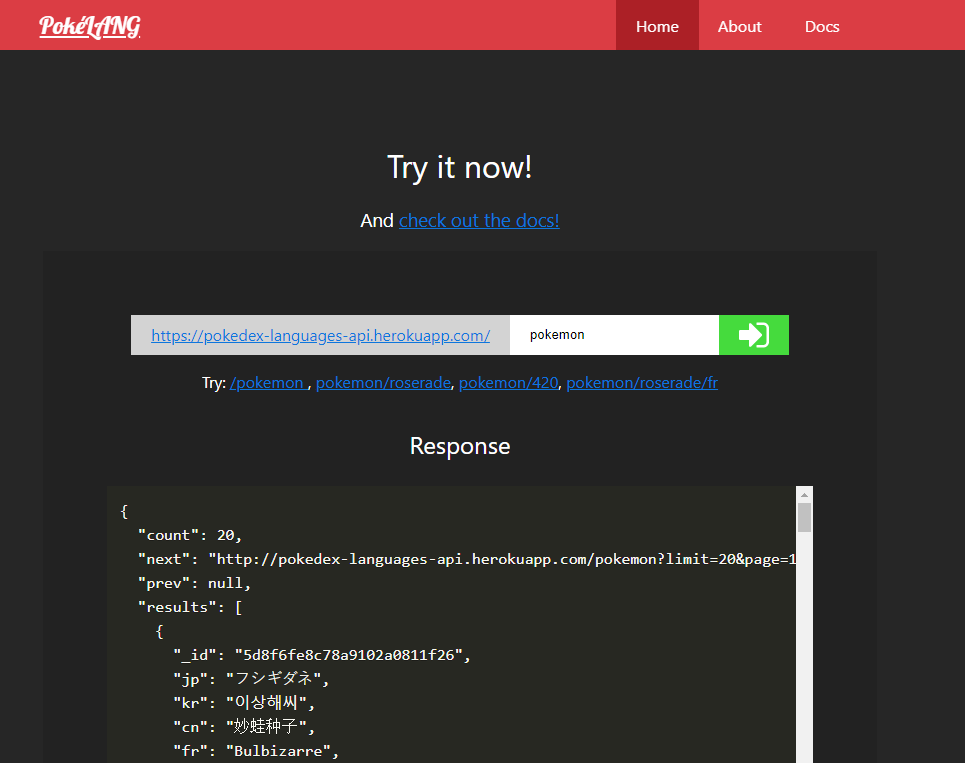 PokéLANG
Home About Docs
Try it now!
And check out the docs!
https://pokedex-languages-api.herokuapp.com/ pokemon
Try: /pokemon , pokemon/roserade, pokemon/420, pokemon/roserade/fr
Response
{
"count": 20,
"next": "http://pokedex-languages-api.herokuapp.com/pokemon?limit=20&page=1
"prev": null,
"results": [
{
"_id": "5d8f6fe8c78a9102a0811f26",
"jp": "フシギダネ",
"kr": "이상해씨",
"cn": "妙蛙种子",
"fr": "Bulbizarre",